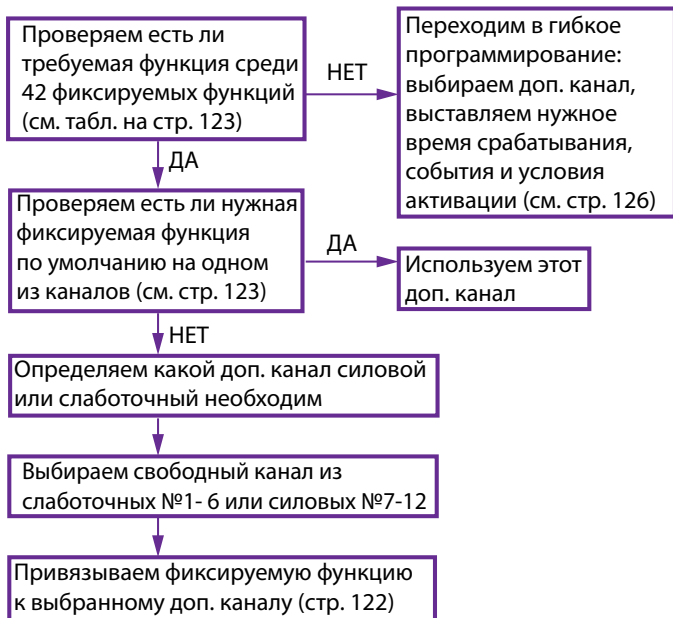 Проверяем есть ли
требуемая функция среди
42 фиксируемых функций
(см. табл. на стр. 123)
НЕТ
Переходим в гибкое
программирование:
выбираем доп. канал,
выставляем нужное
время срабатывания,
события и условия
активации (см. стр. 126)
ДА
Проверяем есть ли нужная
фиксируемая функция
по умолчанию на одном
из каналов (см. стр. 123)
ДА
Используем этот
доп. канал
НЕТ
Определяем какой доп. канал силовой
или слаботочный необходим
Выбираем свободный канал из
слаботочных №1- 6 или силовых №7-12
Привязываем фиксируемую функцию
к выбранному доп. каналу (стр. 122)